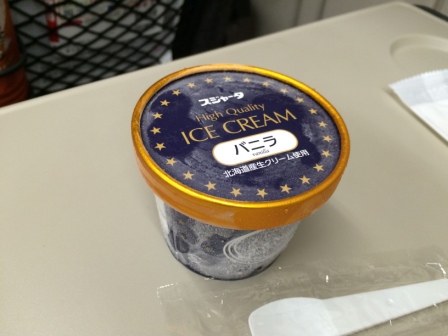 スジャータ
High Quality
ICE CREAM
バニラ
vanilla
北海道産生クリーム使用